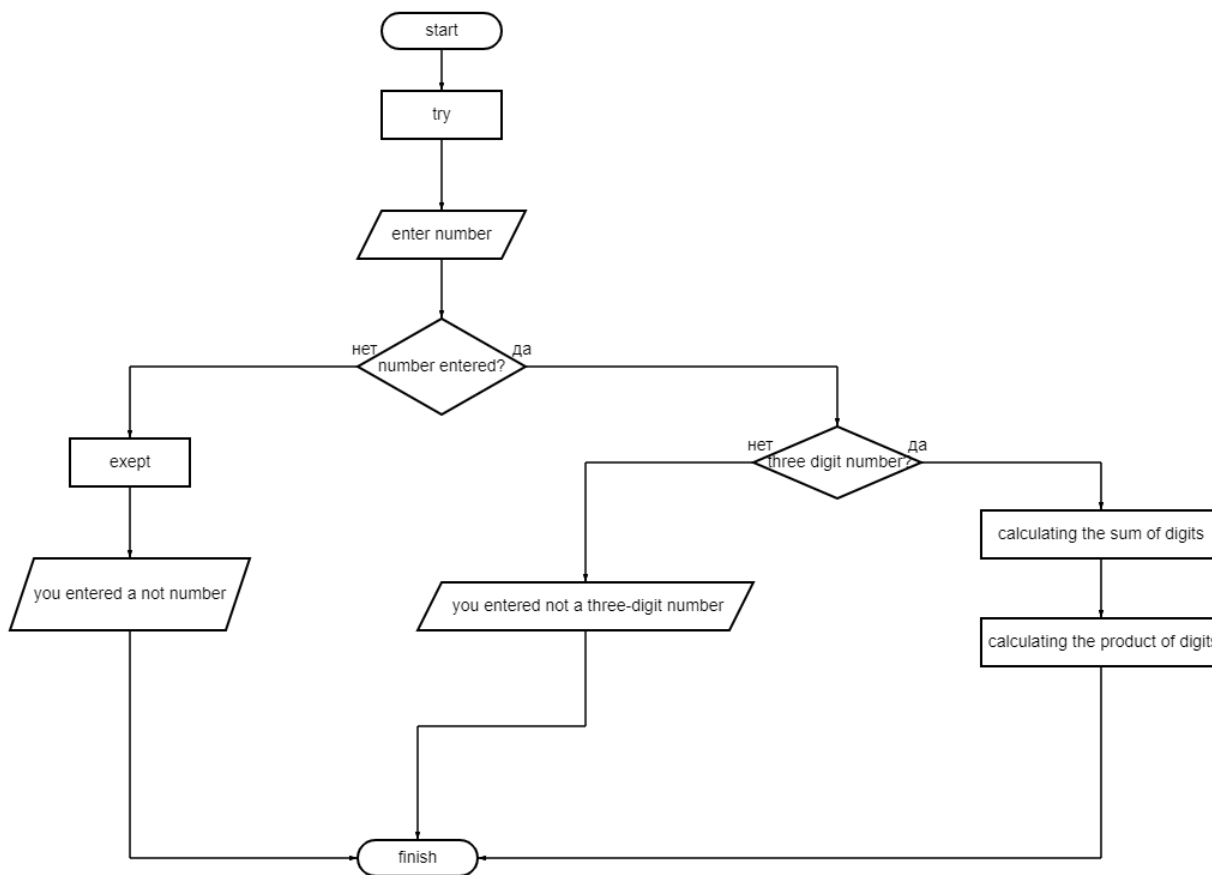 start
try
enter number
нет
да
number entered?
exept
нет
да
three digit number?
calculating the sum of digits
you entered a not number
you entered not a three-digit number
calculating the product of digits
finish